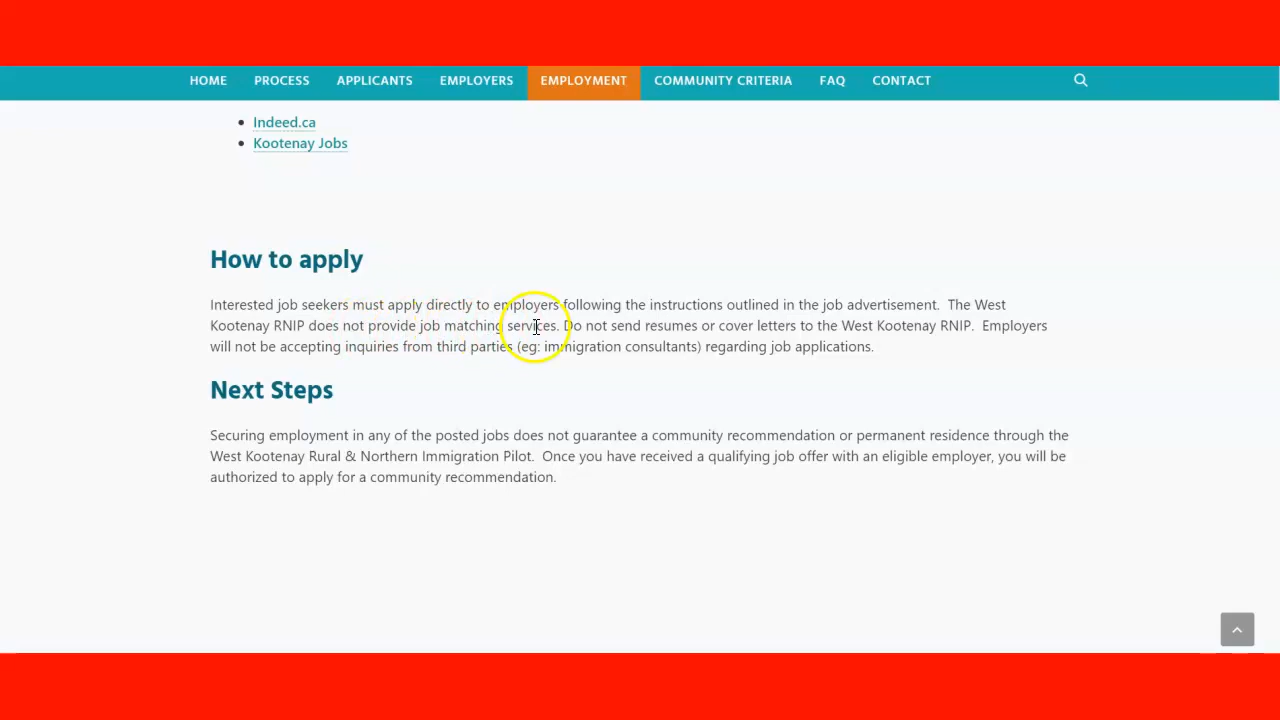 HOME PROCESS APPLICANTS EMPLOYERS EMPLOYMENT COMMUNITY CRITERIA FAQ CONTACT
Indeed.ca
Kootenay Jobs
How to apply
Interested job seekers must apply directly to employers following the instructions outlined in the job advertisement. The West
Kootenay RNIP does not provide job matching services. Do not send resumes or cover letters to the West Kootenay RNIP. Employers
will not be accepting inquiries from third parties (eg: immigration consultants) regarding job applications.
Next Steps
Securing employment in any of the posted jobs does not guarantee a community recommendation or permanent residence through the
West Kootenay Rural & Northern Immigration Pilot. Once you have received a qualifying job offer with an eligible employer, you will be
authorized to apply for a community recommendation.